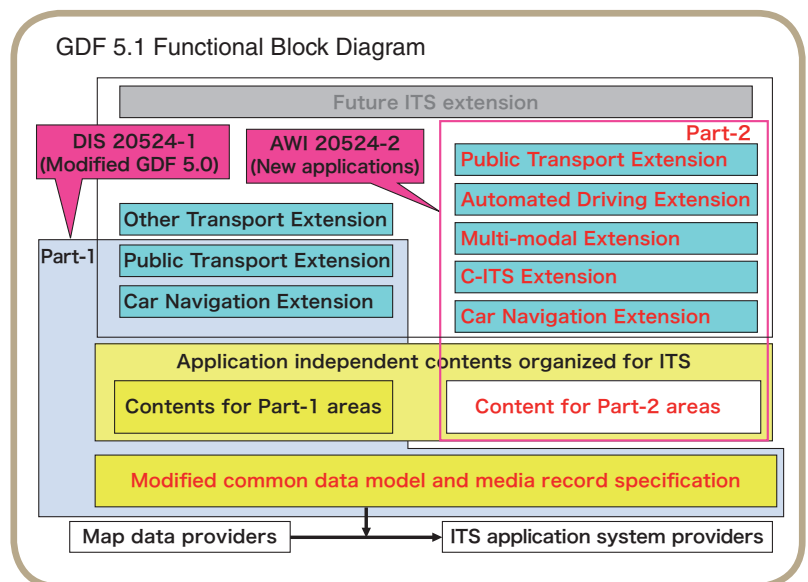 GDF 5.1 Functional Block Diagram
Future ITS extension
DIS 20524-1
(Modified GDF 5.0)
AWI 20524-2
(New applications)
Part-2
Public Transport Extension
Automated Driving Extension
Multi-modal Extension
C-ITS Extension
Car Navigation Extension
Other Transport Extension
Part-1
Public Transport Extension
Car Navigation Extension
Application independent contents organized for ITS
Contents for Part-1 areas
Content for Part-2 areas
Modified common data model and media record specification
Map data providers
ITS application system providers